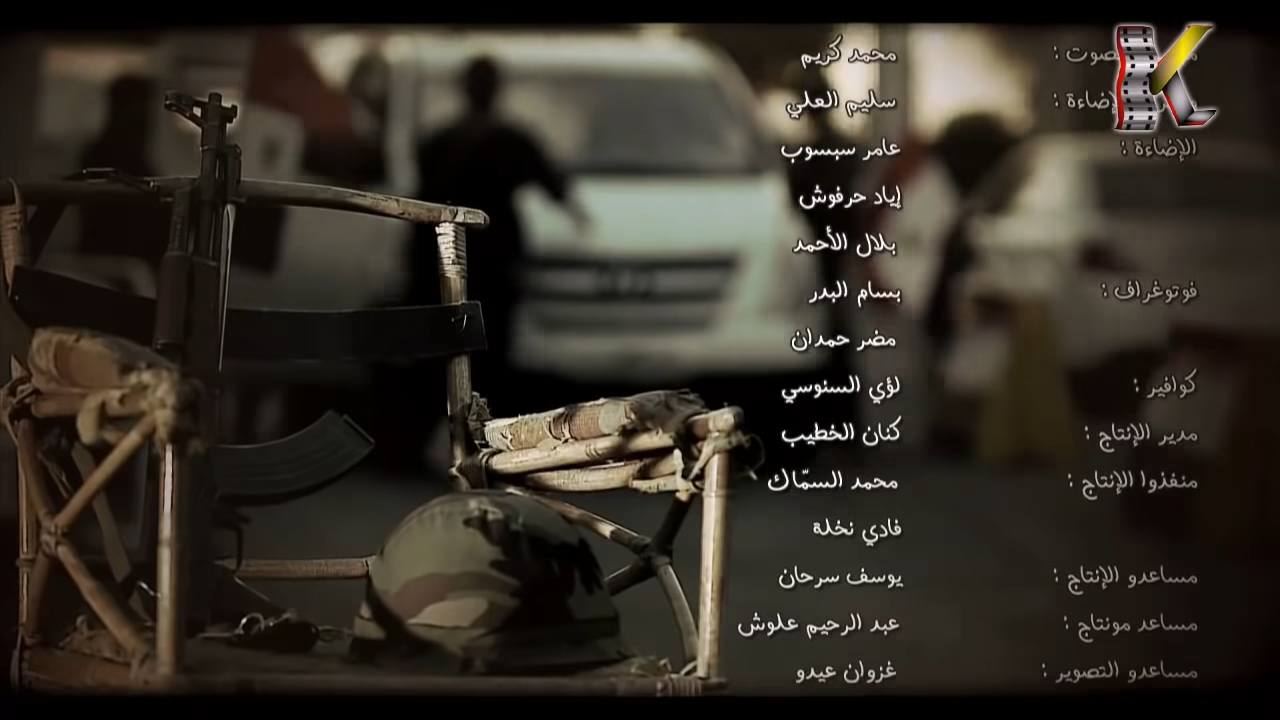 صوت : محمد كريم
الإضاءة : سليم العلي
الإضاءة : عامر سبسوب
إياد حرفوش
بلال الأحمد
فوتوغراف : بسام البدر
مضر حمدان
كوافير : لؤي السنوسي
مدير الإنتاج : كنان الخطيب
منفذوا الإنتاج : محمد السمّاك
فادي نخلة
مساعدو الإنتاج : يوسف سرحان
مساعد مونتاج : عبد الرحيم علوش
مساعدو التصوير : غزوان عيدو